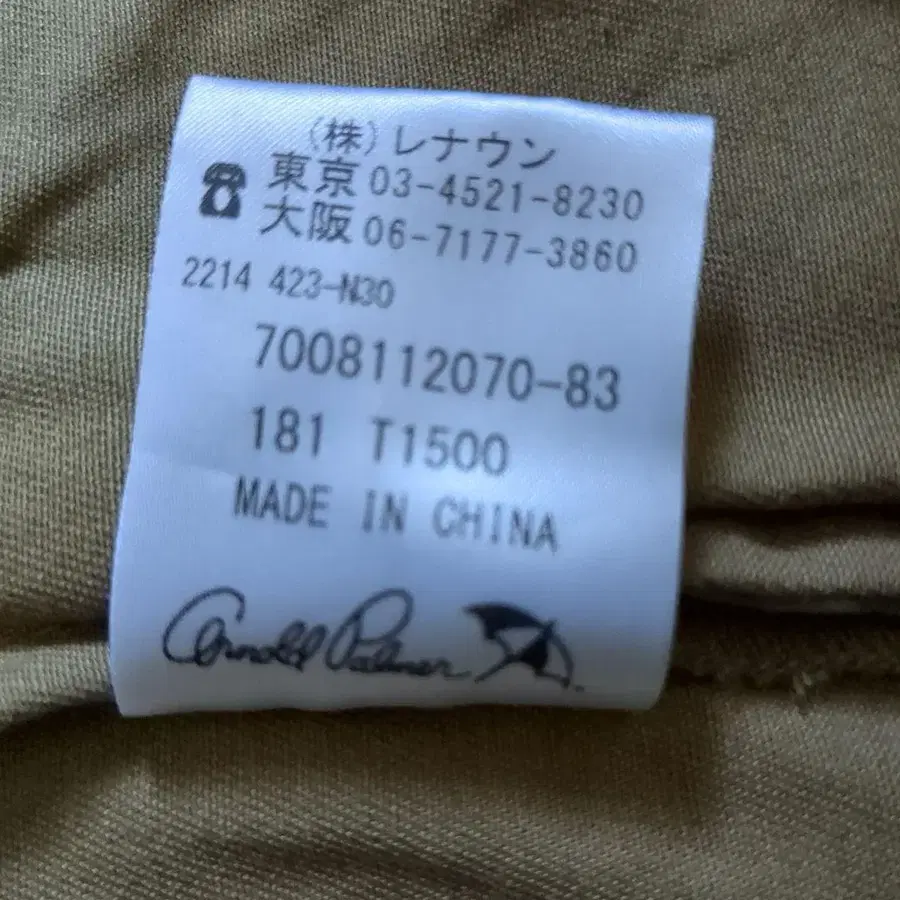 (株)レナウン
東京 03-4521-8230
大阪 06-7177-3860
2214 423-N30
7008112070-83
181 T1500
MADE IN CHINA
Arnold Palmer